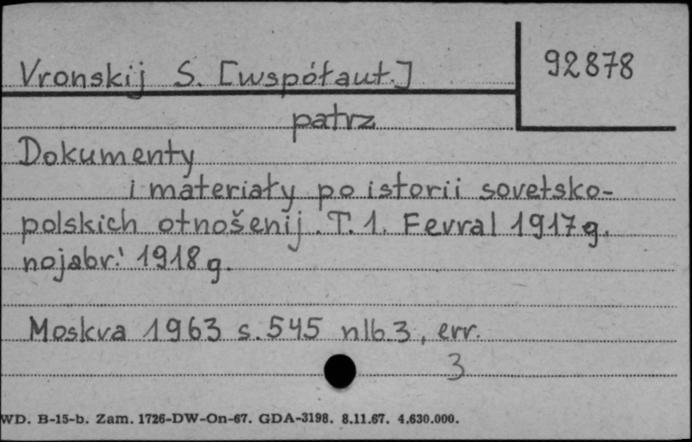 Vronskij S. [współaut.]
92878
patrz
Dokumenty
i materiały po istorii sovetsko-
polskich otnošenij. T. 1. Fevral 1917 g.
nojabr.' 1918 g.
Moskva 1963 s. 545 nlb. 3, err.
3
WD. B-15-b. Zam. 1726-DW-On-67. GDA-3198. 8.11.67. 4.630.000.